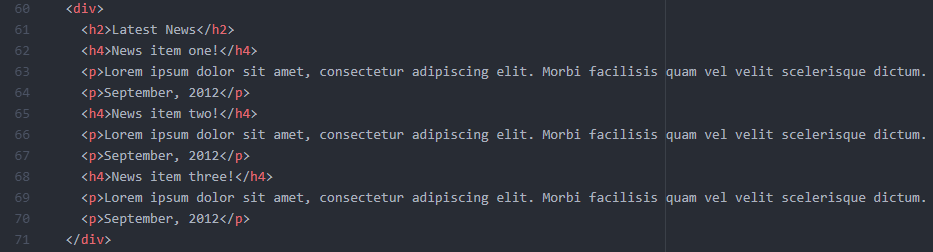 60 <div>
61 <h2>Latest News</h2>
62 <h4>News item one!</h4>
63 <p>Lorem ipsum dolor sit amet, consectetur adipiscing elit. Morbi facilisis quam vel velit scelerisque dictum.
64 <p>September, 2012</p>
65 <h4>News item two!</h4>
66 <p>Lorem ipsum dolor sit amet, consectetur adipiscing elit. Morbi facilisis quam vel velit scelerisque dictum.
67 <p>September, 2012</p>
68 <h4>News item three!</h4>
69 <p>Lorem ipsum dolor sit amet, consectetur adipiscing elit. Morbi facilisis quam vel velit scelerisque dictum.
70 <p>September, 2012</p>
71 </div>